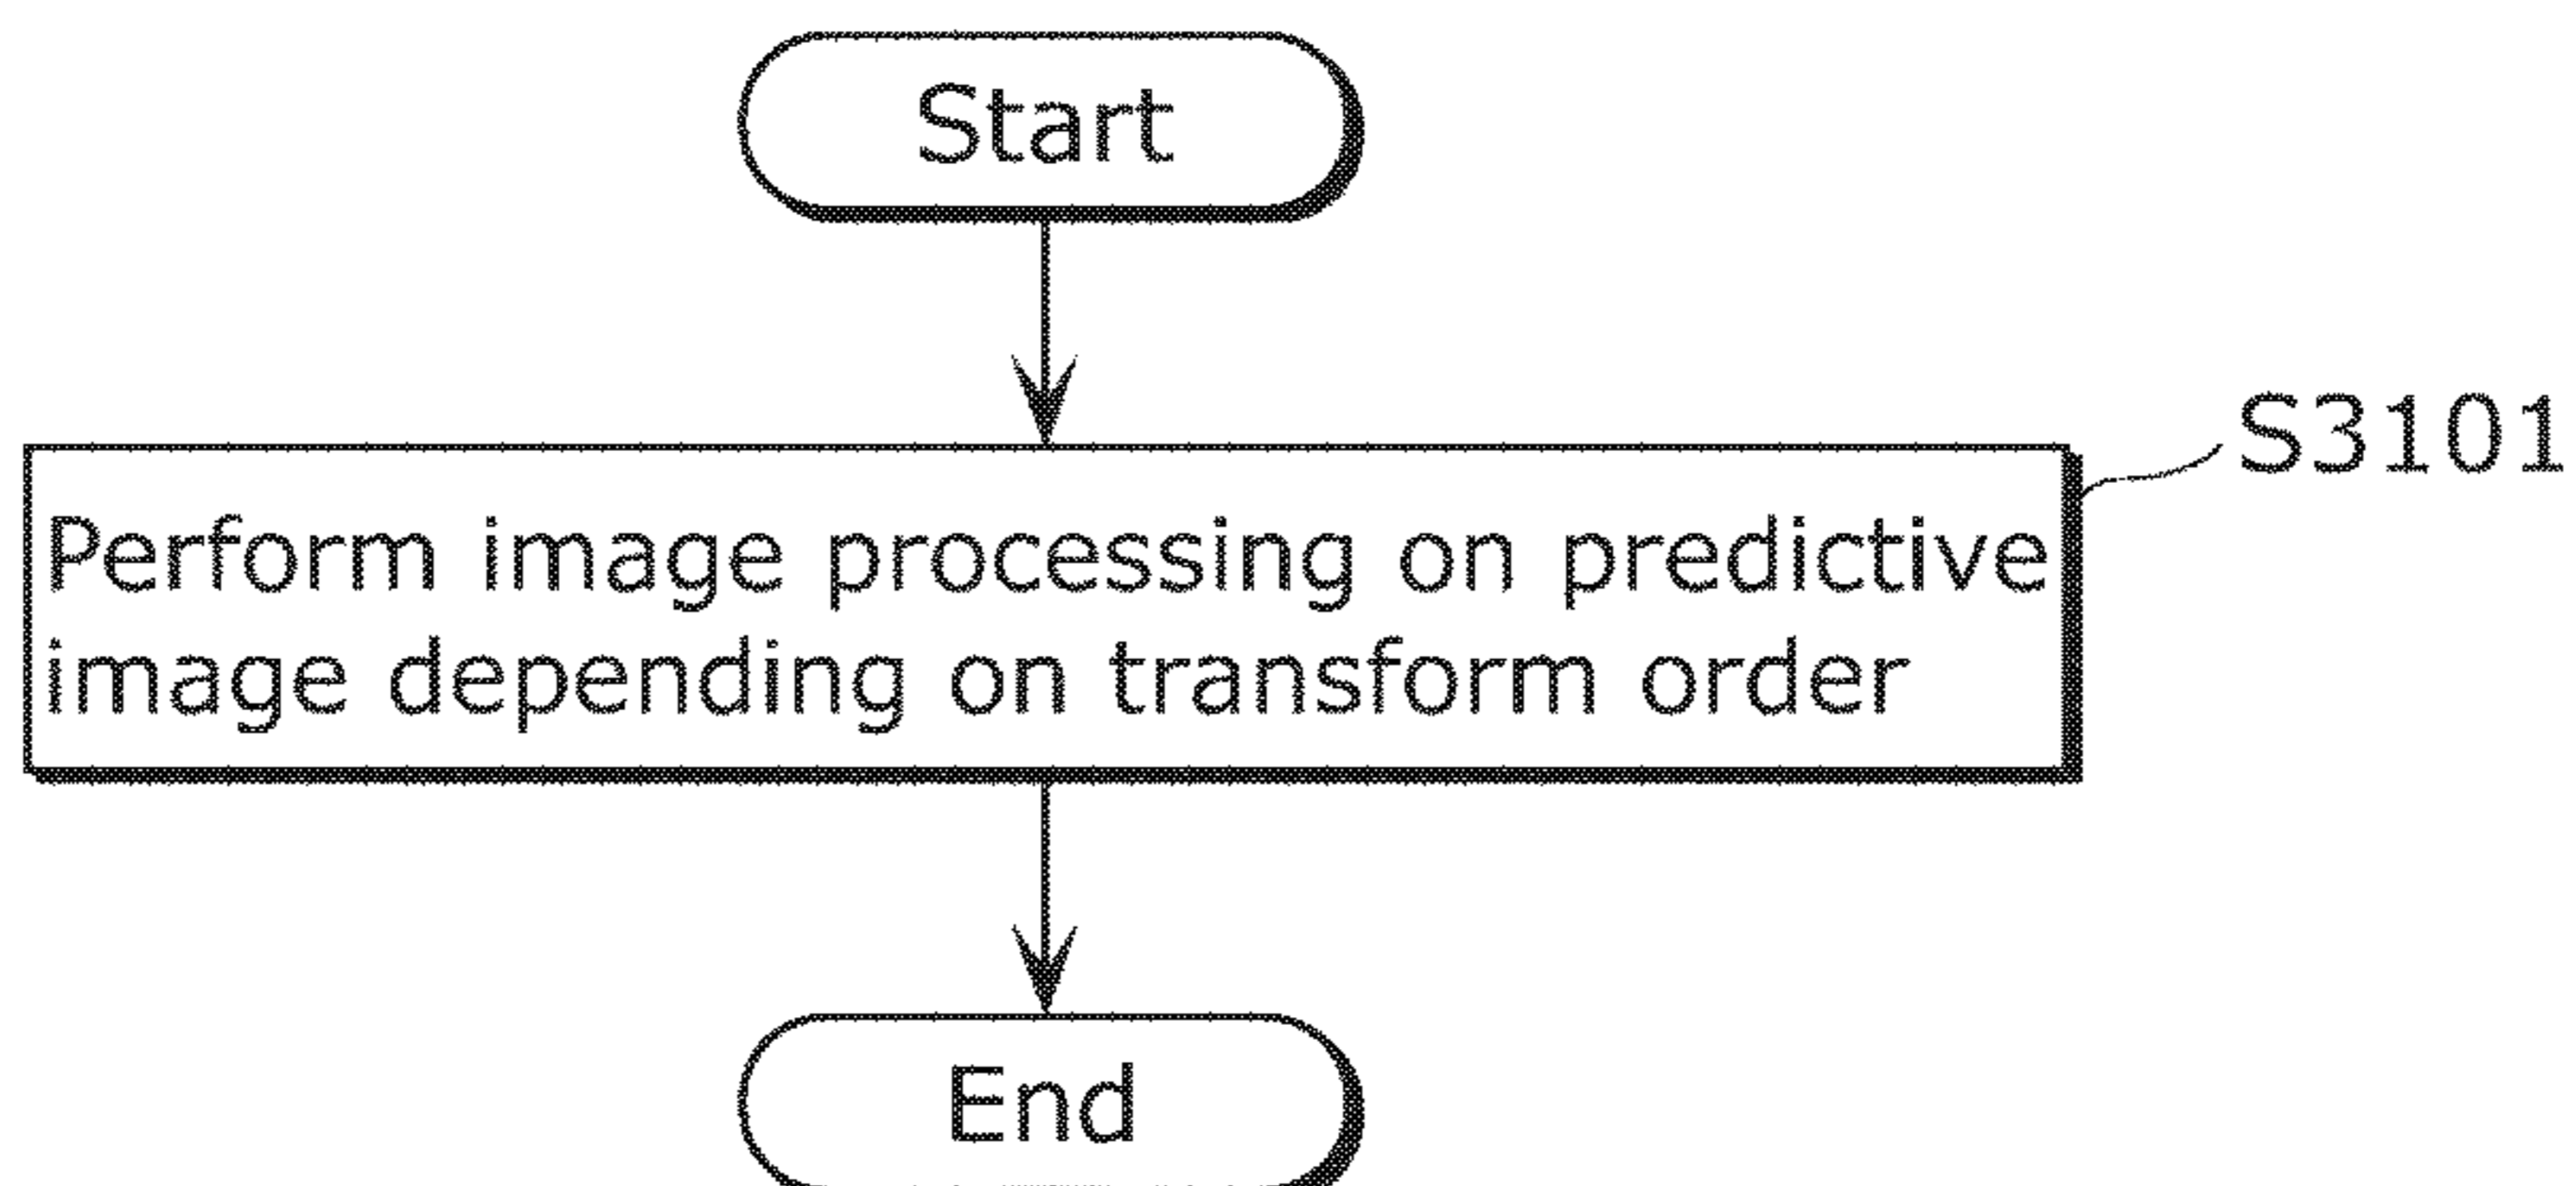 Start
S3101
Perform image processing on predictive
image depending on transform order
End